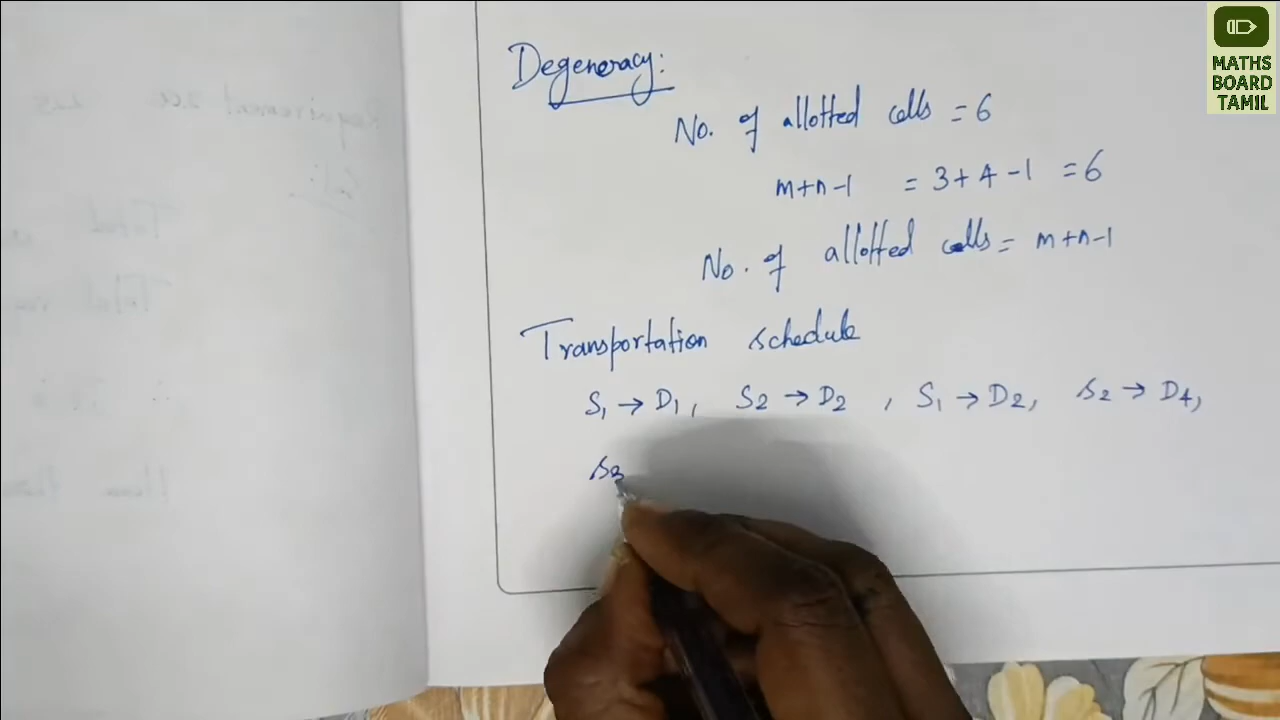 Degeneracy:
No. of allotted cells = 6
m+n-1 = 3+4-1 = 6
No. of allotted cells = m+n-1
Transportation schedule
S1 → D1, S2 → D2, S1 → D2, S2 → D4,
S3
MATHS
BOARD
TAMIL